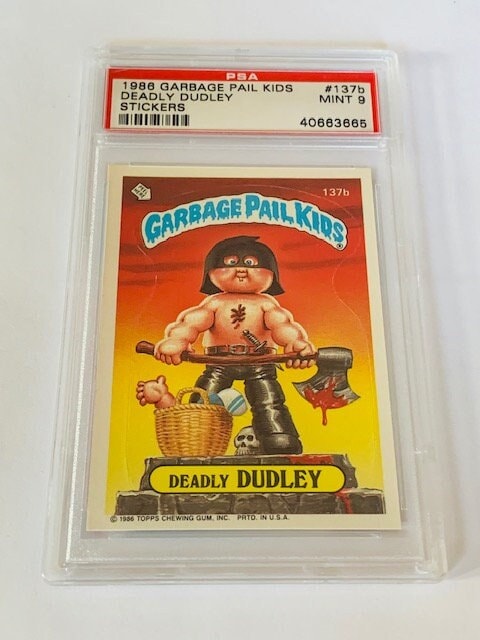 PSA
1986 GARBAGE PAIL KIDS #137b
DEADLY DUDLEY MINT 9
STICKERS
40663665
137b
GARBAGE PAIL KIDS®
DEADLY DUDLEY
© 1986 TOPPS CHEWING GUM, INC. PRTD. IN U.S.A.